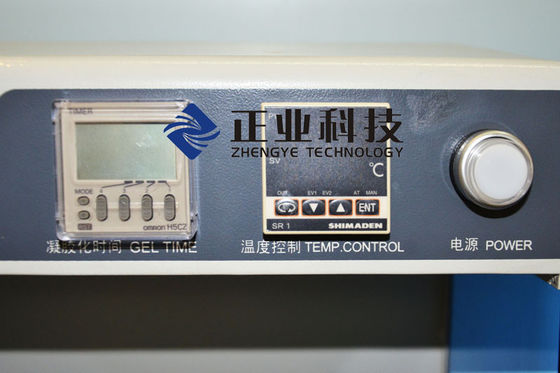 TIMER
MODE
RST
omron H5CZ
凝胶化时间 GEL TIME
正业科技
ZHENGYE TECHNOLOGY
SV
℃
OUT EV1 EV2 AT MAN
ENT
SR 1 SHIMADEN
温度控制 TEMP.CONTROL
电源 POWER